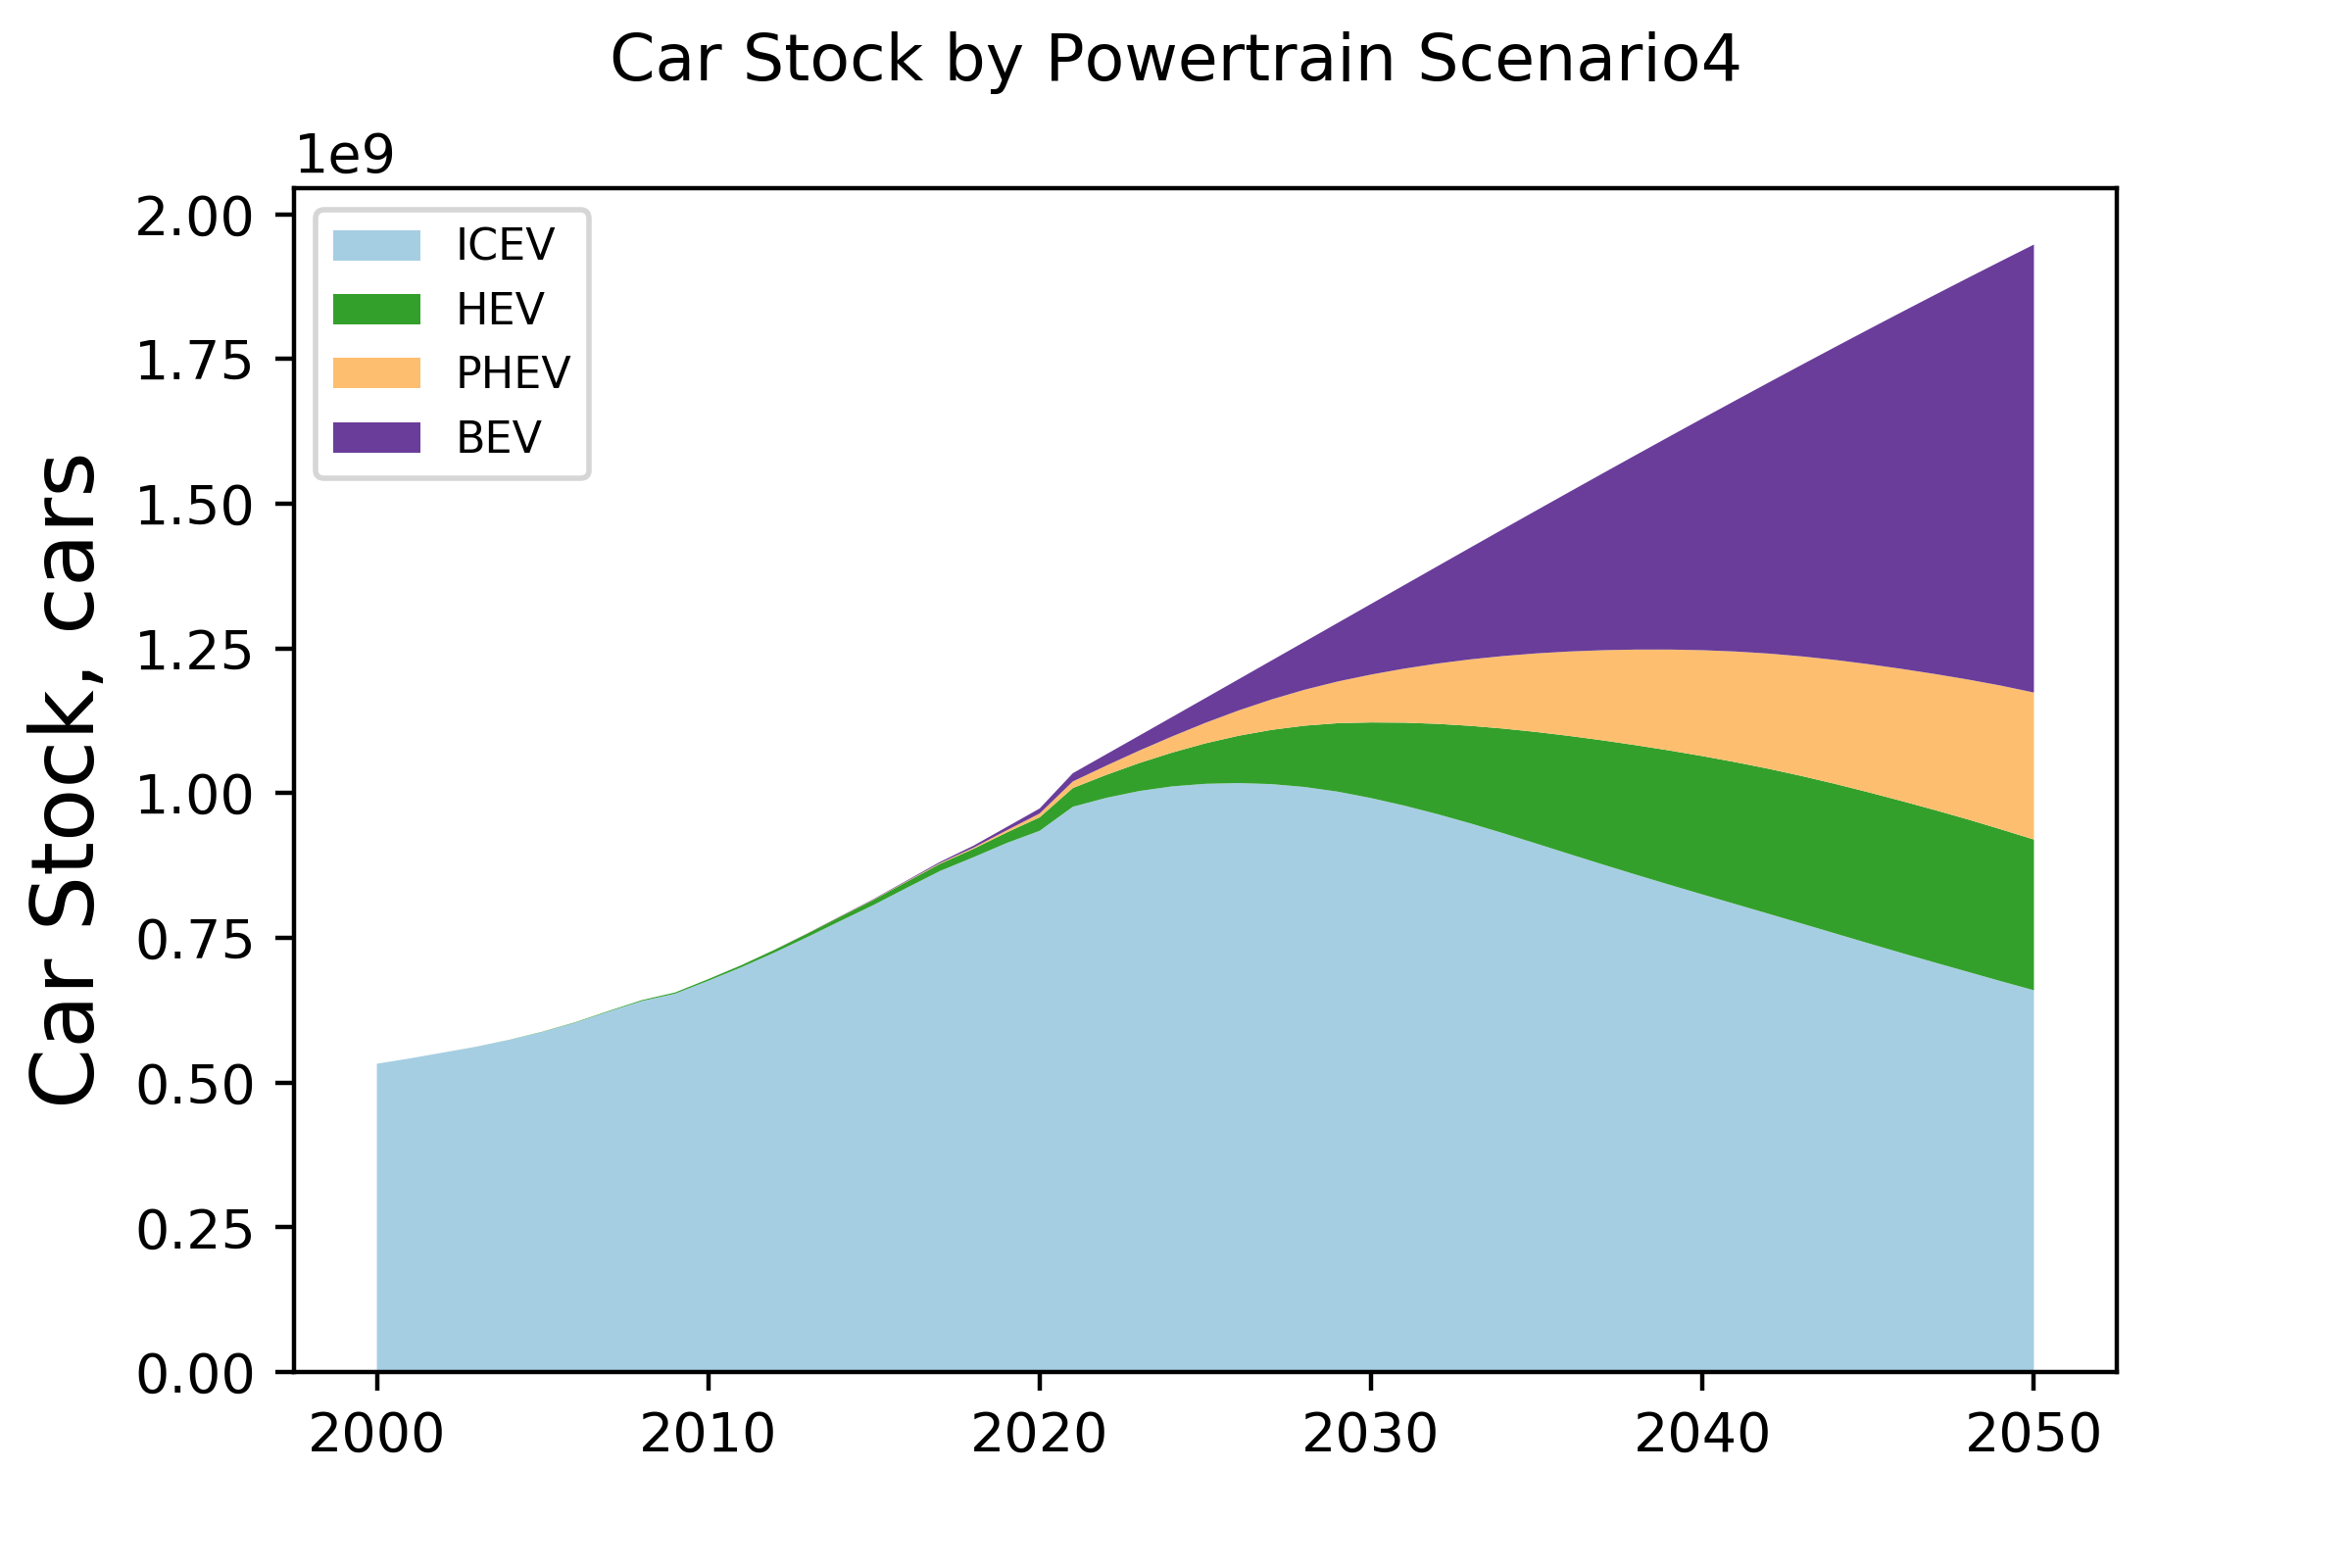 Car Stock by Powertrain Scenario4
1e9
2.00
1.75
1.50
1.25
1.00
0.75
0.50
0.25
0.00
Car Stock, cars
ICEV
HEV
PHEV
BEV
2000 2010 2020 2030 2040 2050